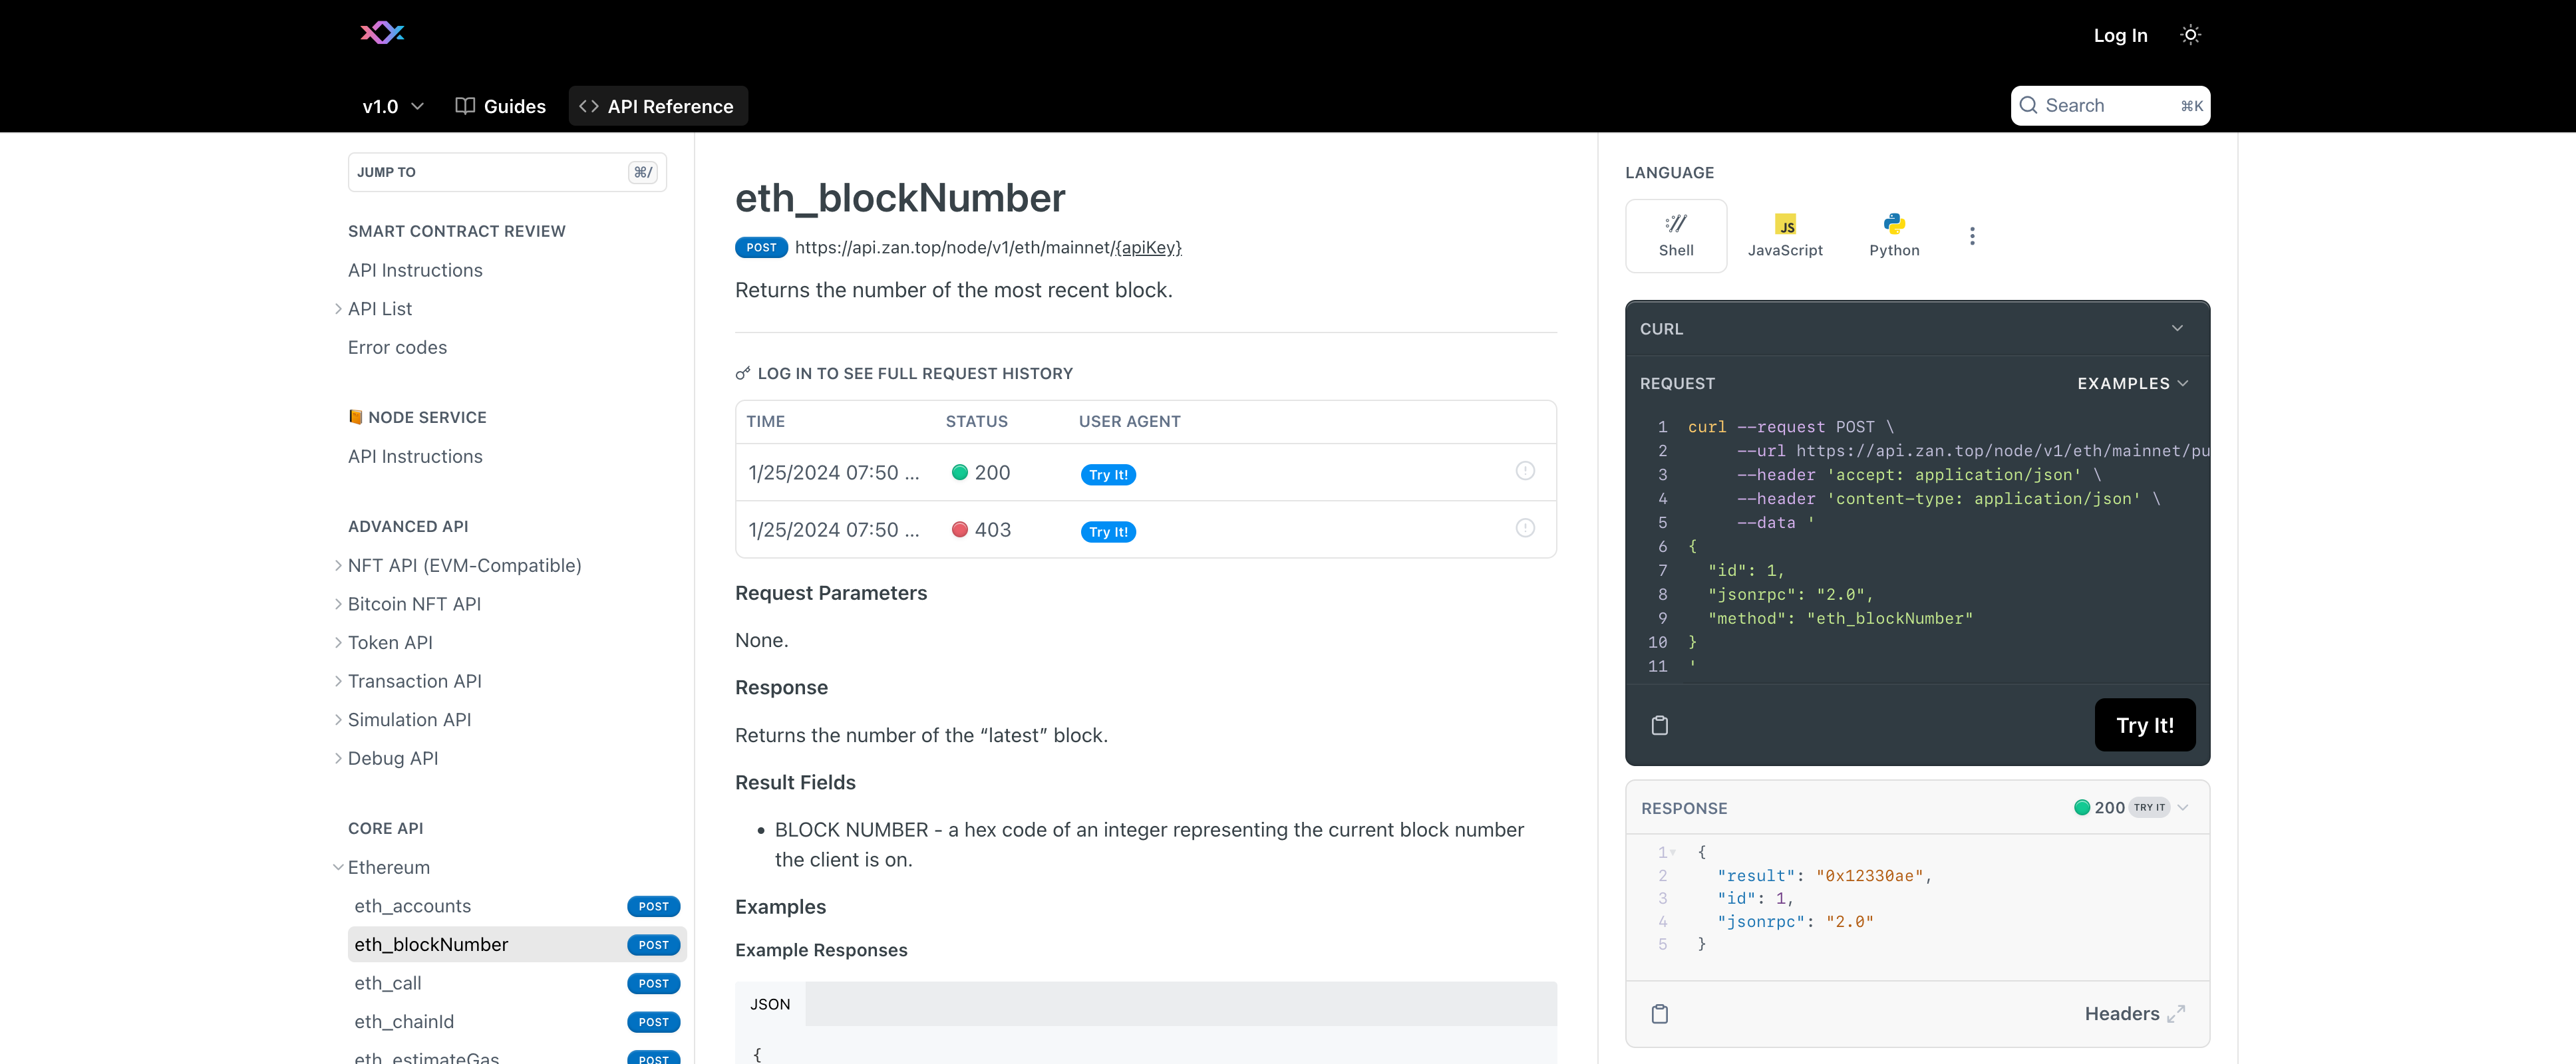 Log In
v1.0
Guides
<> API Reference
Search ⌘K
JUMP TO ⌘/
SMART CONTRACT REVIEW
API Instructions
API List
Error codes
NODE SERVICE
API Instructions
ADVANCED API
NFT API (EVM-Compatible)
Bitcoin NFT API
Token API
Transaction API
Simulation API
Debug API
CORE API
Ethereum
eth_accounts POST
eth_blockNumber POST
eth_call POST
eth_chainId POST
eth_estimateGas POST
eth_blockNumber
POST https://api.zan.top/node/v1/eth/mainnet/{apiKey}
Returns the number of the most recent block.
LOG IN TO SEE FULL REQUEST HISTORY
TIME STATUS USER AGENT
1/25/2024 07:50 ... 200 Try It!
1/25/2024 07:50 ... 403 Try It!
Request Parameters
None.
Response
Returns the number of the “latest” block.
Result Fields
• BLOCK NUMBER - a hex code of an integer representing the current block number
the client is on.
Examples
Example Responses
JSON
{
LANGUAGE
Shell
JS
JavaScript
Python
CURL
REQUEST EXAMPLES
1 curl --request POST \
2 --url https://api.zan.top/node/v1/eth/mainnet/pu
3 --header 'accept: application/json' \
4 --header 'content-type: application/json' \
5 --data '
6 {
7 "id": 1,
8 "jsonrpc": "2.0",
9 "method": "eth_blockNumber"
10 }
11 '
Try It!
RESPONSE 200 TRY IT
1 {
2 "result": "0x12330ae",
3 "id": 1,
4 "jsonrpc": "2.0"
5 }
Headers